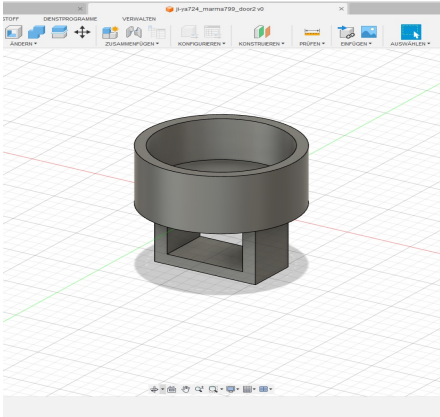 ji-ya724_marma799_door2 v0
STOFF DIENSTPROGRAMME VERWALTEN
ÄNDERN ZUSAMMENFÜGEN KONFIGURIEREN KONSTRUIEREN PRÜFEN EINFÜGEN AUSWÄHLEN